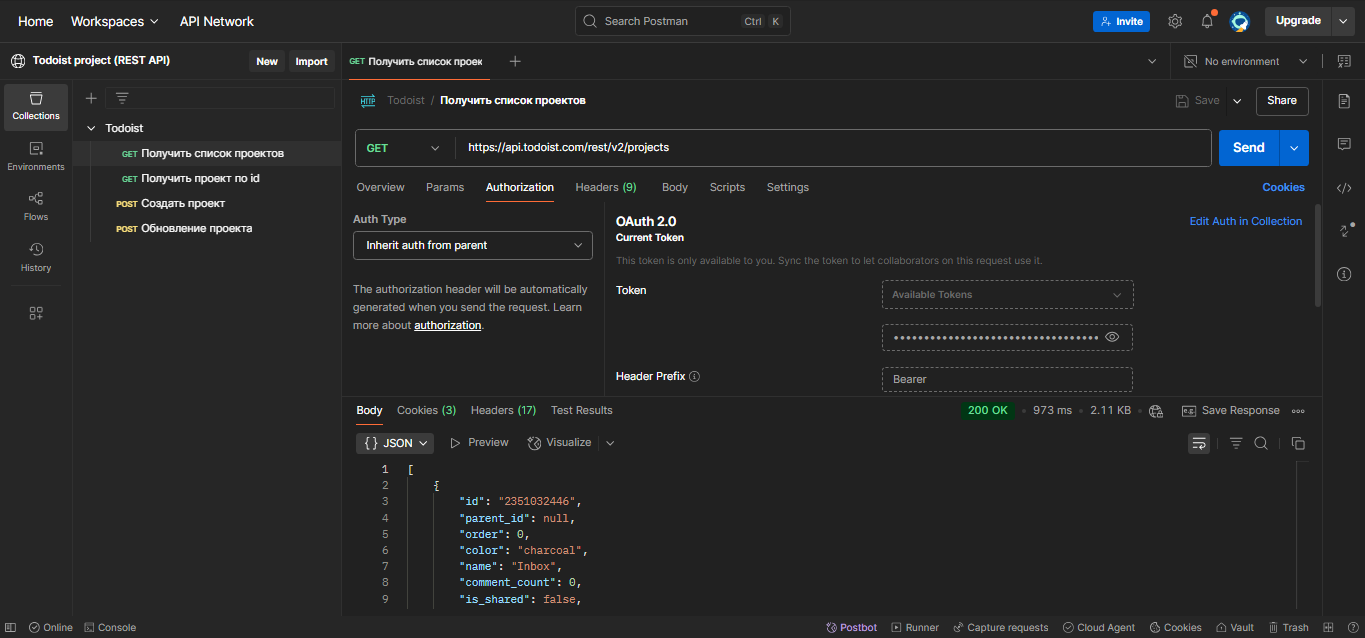 Home Workspaces API Network Search Postman Ctrl K Invite Upgrade
Todoist project (REST API) New Import GET Получить список проек No environment
Collections
Environments
Flows
History
Todoist
GET Получить список проектов
GET Получить проект по id
POST Создать проект
POST Обновление проекта
HTTP Todoist / Получить список проектов Save Share
GET https://api.todoist.com/rest/v2/projects Send
Overview Params Authorization Headers (9) Body Scripts Settings Cookies
Auth Type
Inherit auth from parent
The authorization header will be automatically
generated when you send the request. Learn
more about authorization.
OAuth 2.0 Edit Auth in Collection
Current Token
This token is only available to you. Sync the token to let collaborators on this request use it.
Token Available Tokens
Header Prefix Bearer
Body Cookies (3) Headers (17) Test Results 200 OK • 973 ms • 2.11 KB • Save Response
{} JSON Preview Visualize
1 [
2 {
3 "id": "2351032446",
4 "parent_id": null,
5 "order": 0,
6 "color": "charcoal",
7 "name": "Inbox",
8 "comment_count": 0,
9 "is_shared": false,
Online Console Postbot Runner Capture requests Cloud Agent Cookies Vault Trash